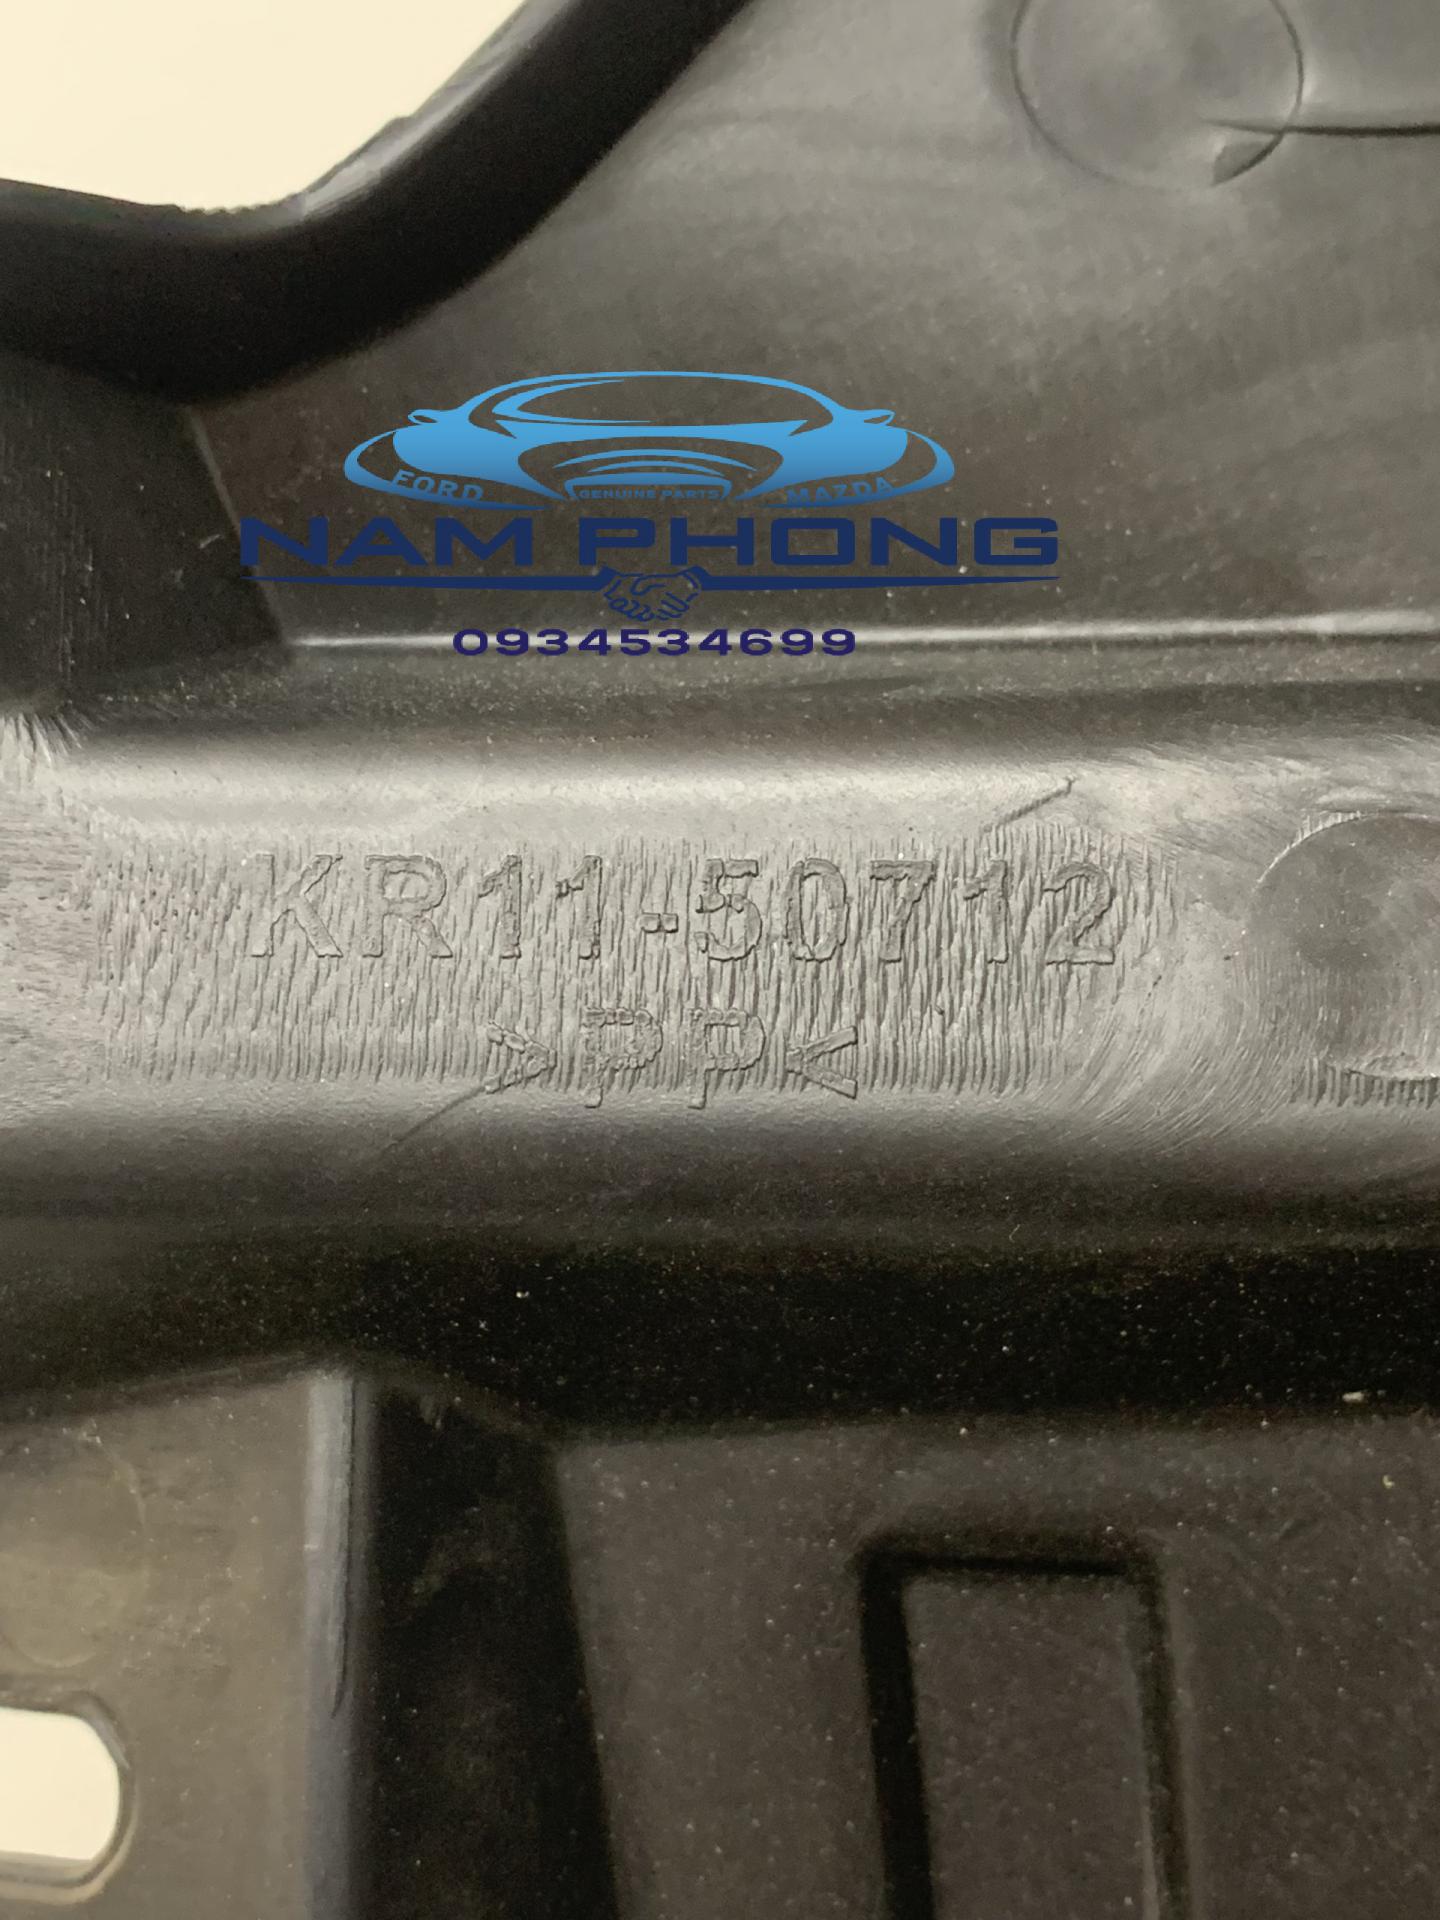 FORD GENUINE PARTS MAZDA
NAM PHONG
0934534699
KR11-50712
>PP<